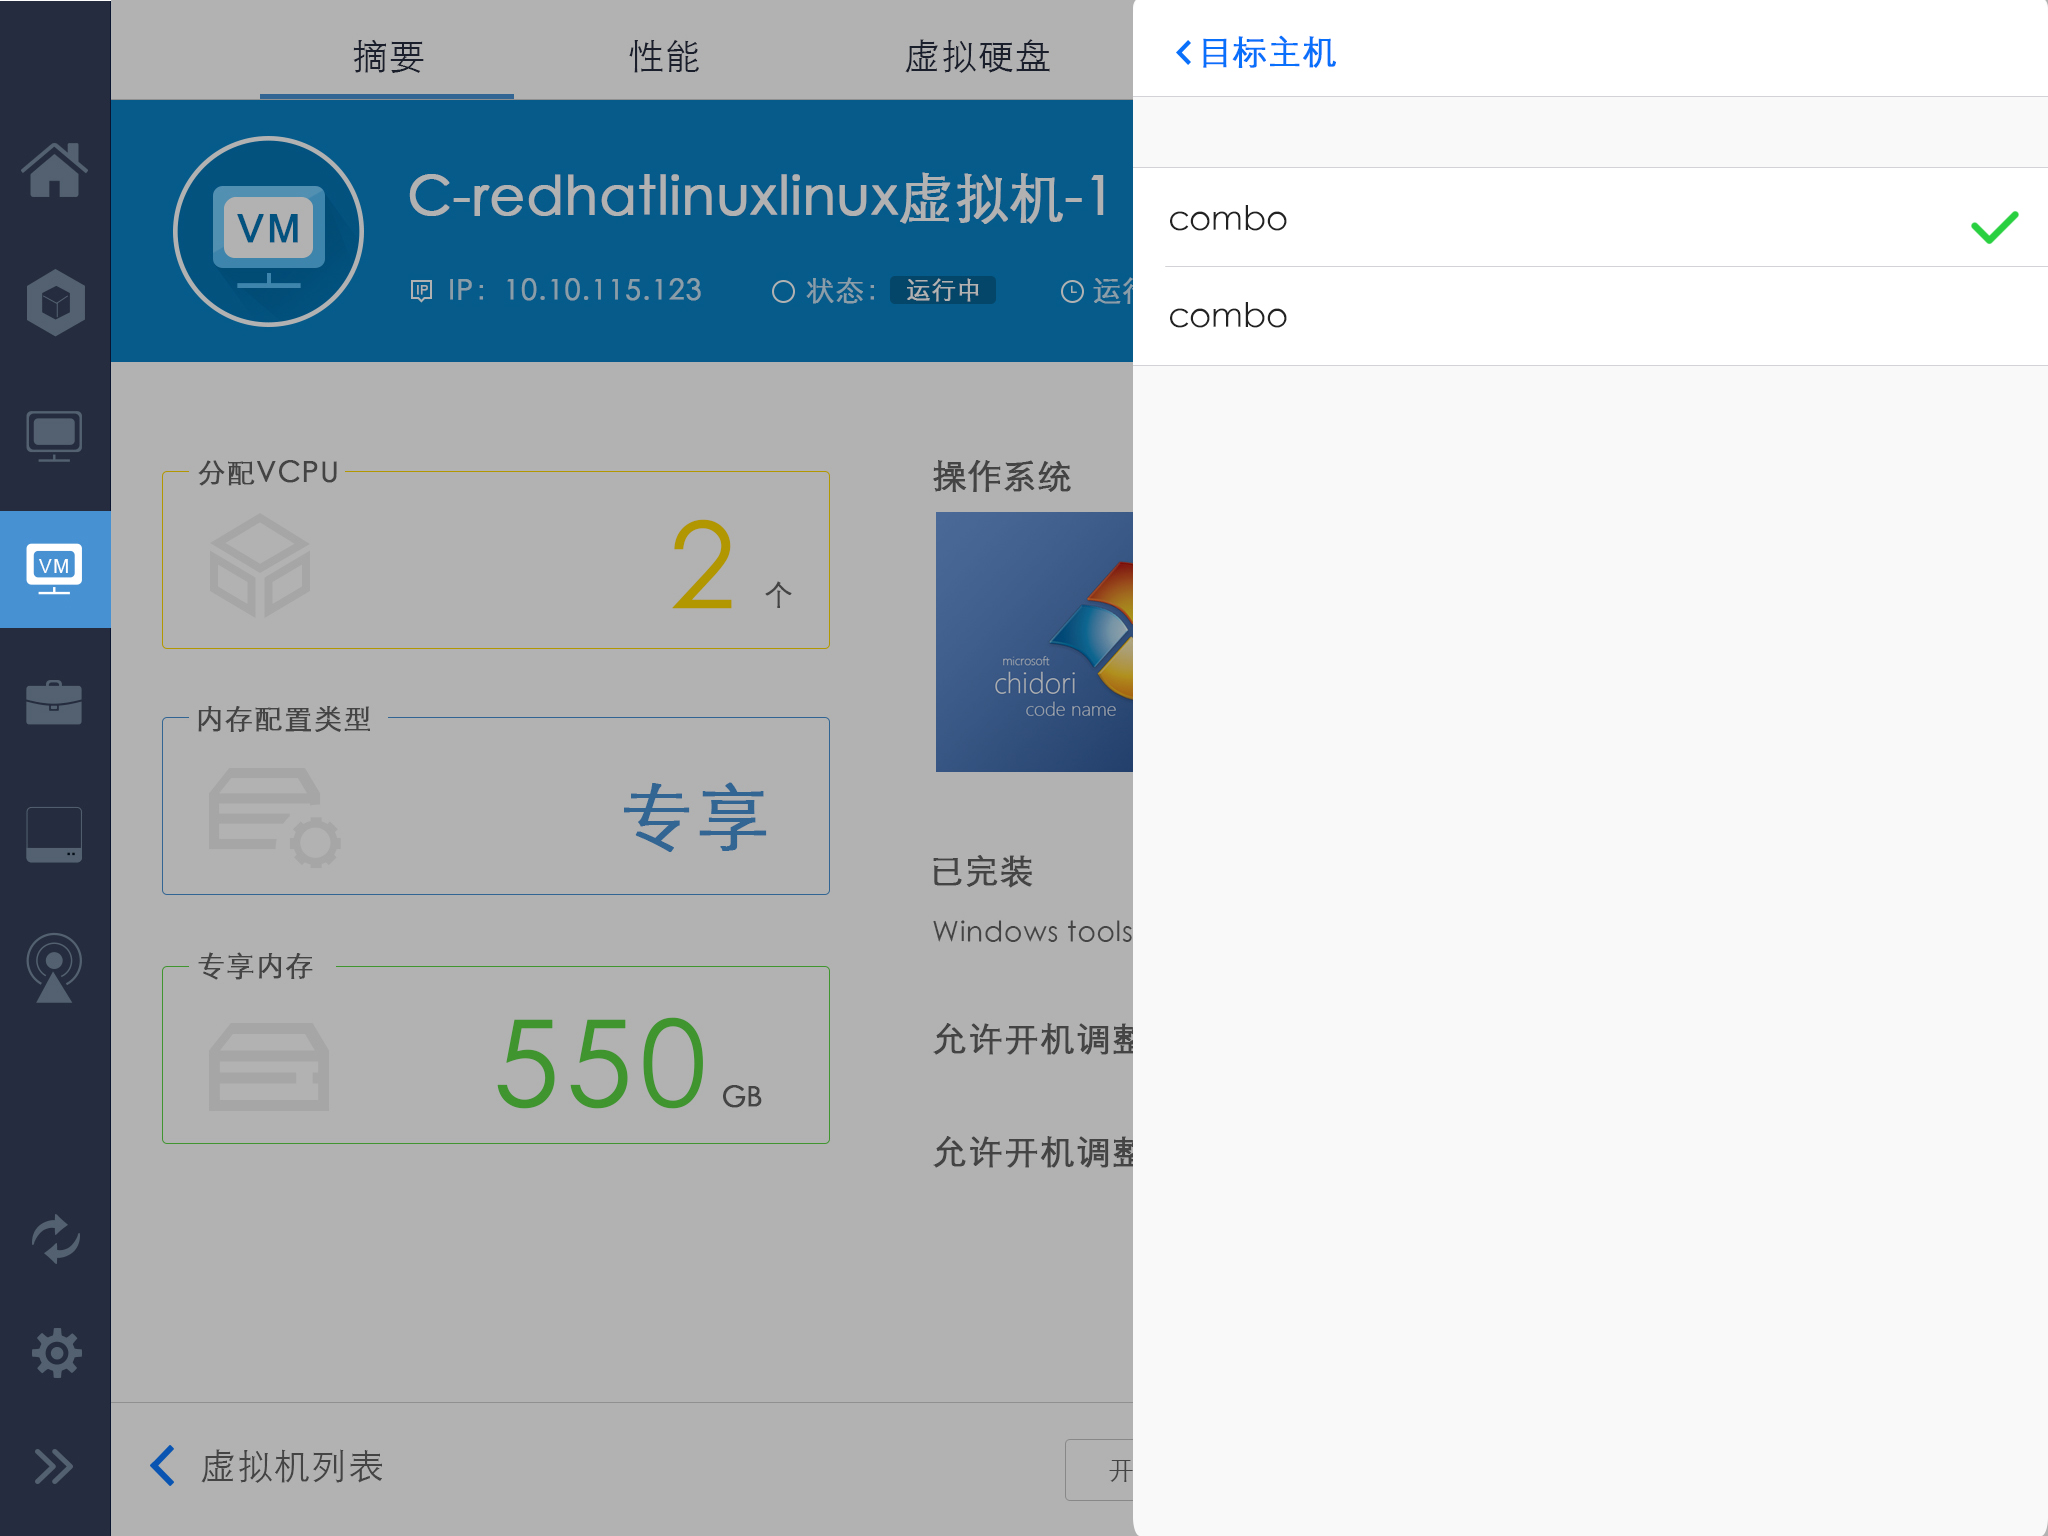 摘要
性能
虚拟硬盘
VM
C-redhatlinuxlinux虚拟机-1
IP
IP：10.10.115.123
状态：
运行中
运行
VM
分配VCPU
2
个
内存配置类型
专享
专享内存
550
GB
操作系统
microsoft
chidori
code name
已完装
Windows tools
允许开机调整
允许开机调整
虚拟机列表
开
目标主机
combo
combo